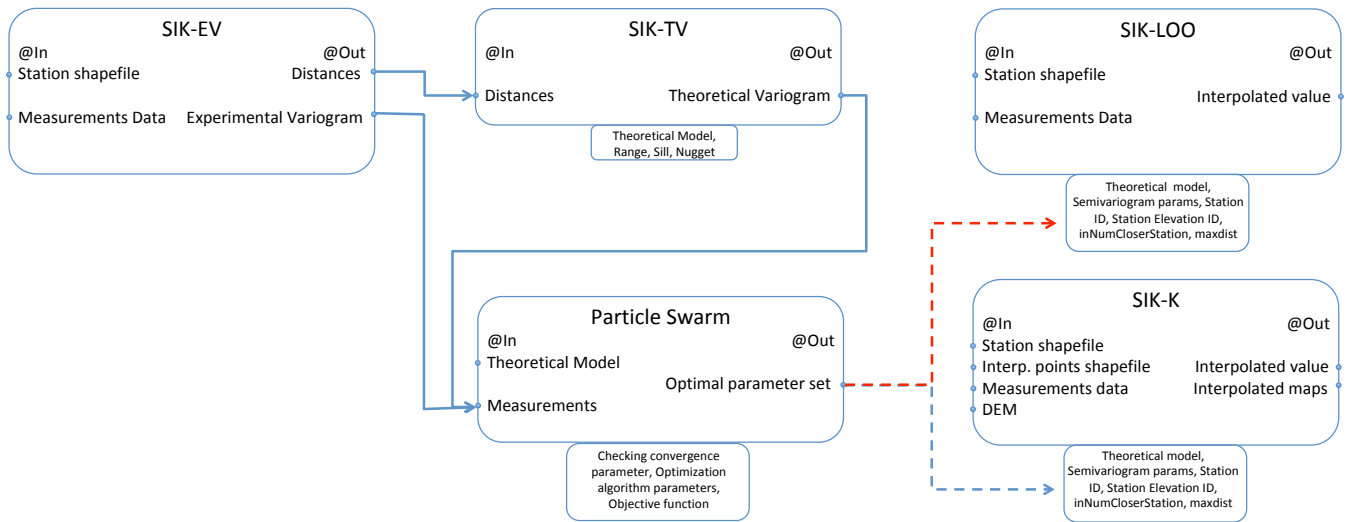 SIK-EV
@In
@Out
Station shapefile
Distances
Measurements Data
Experimental Variogram
SIK-TV
@In
@Out
Distances
Theoretical Variogram
Theoretical Model,
Range, Sill, Nugget
SIK-LOO
@In
@Out
Station shapefile
Interpolated value
Measurements Data
Theoretical model,
Semivariogram params, Station
ID, Station Elevation ID,
inNumCloserStation, maxdist
Particle Swarm
@In
@Out
Theoretical Model
Optimal parameter set
Measurements
Checking convergence
parameter, Optimization
algorithm parameters,
Objective function
SIK-K
@In
@Out
Station shapefile
Interp. points shapefile
Interpolated value
Measurements data
Interpolated maps
DEM
Theoretical model,
Semivariogram params, Station
ID, Station Elevation ID,
inNumCloserStation, maxdist